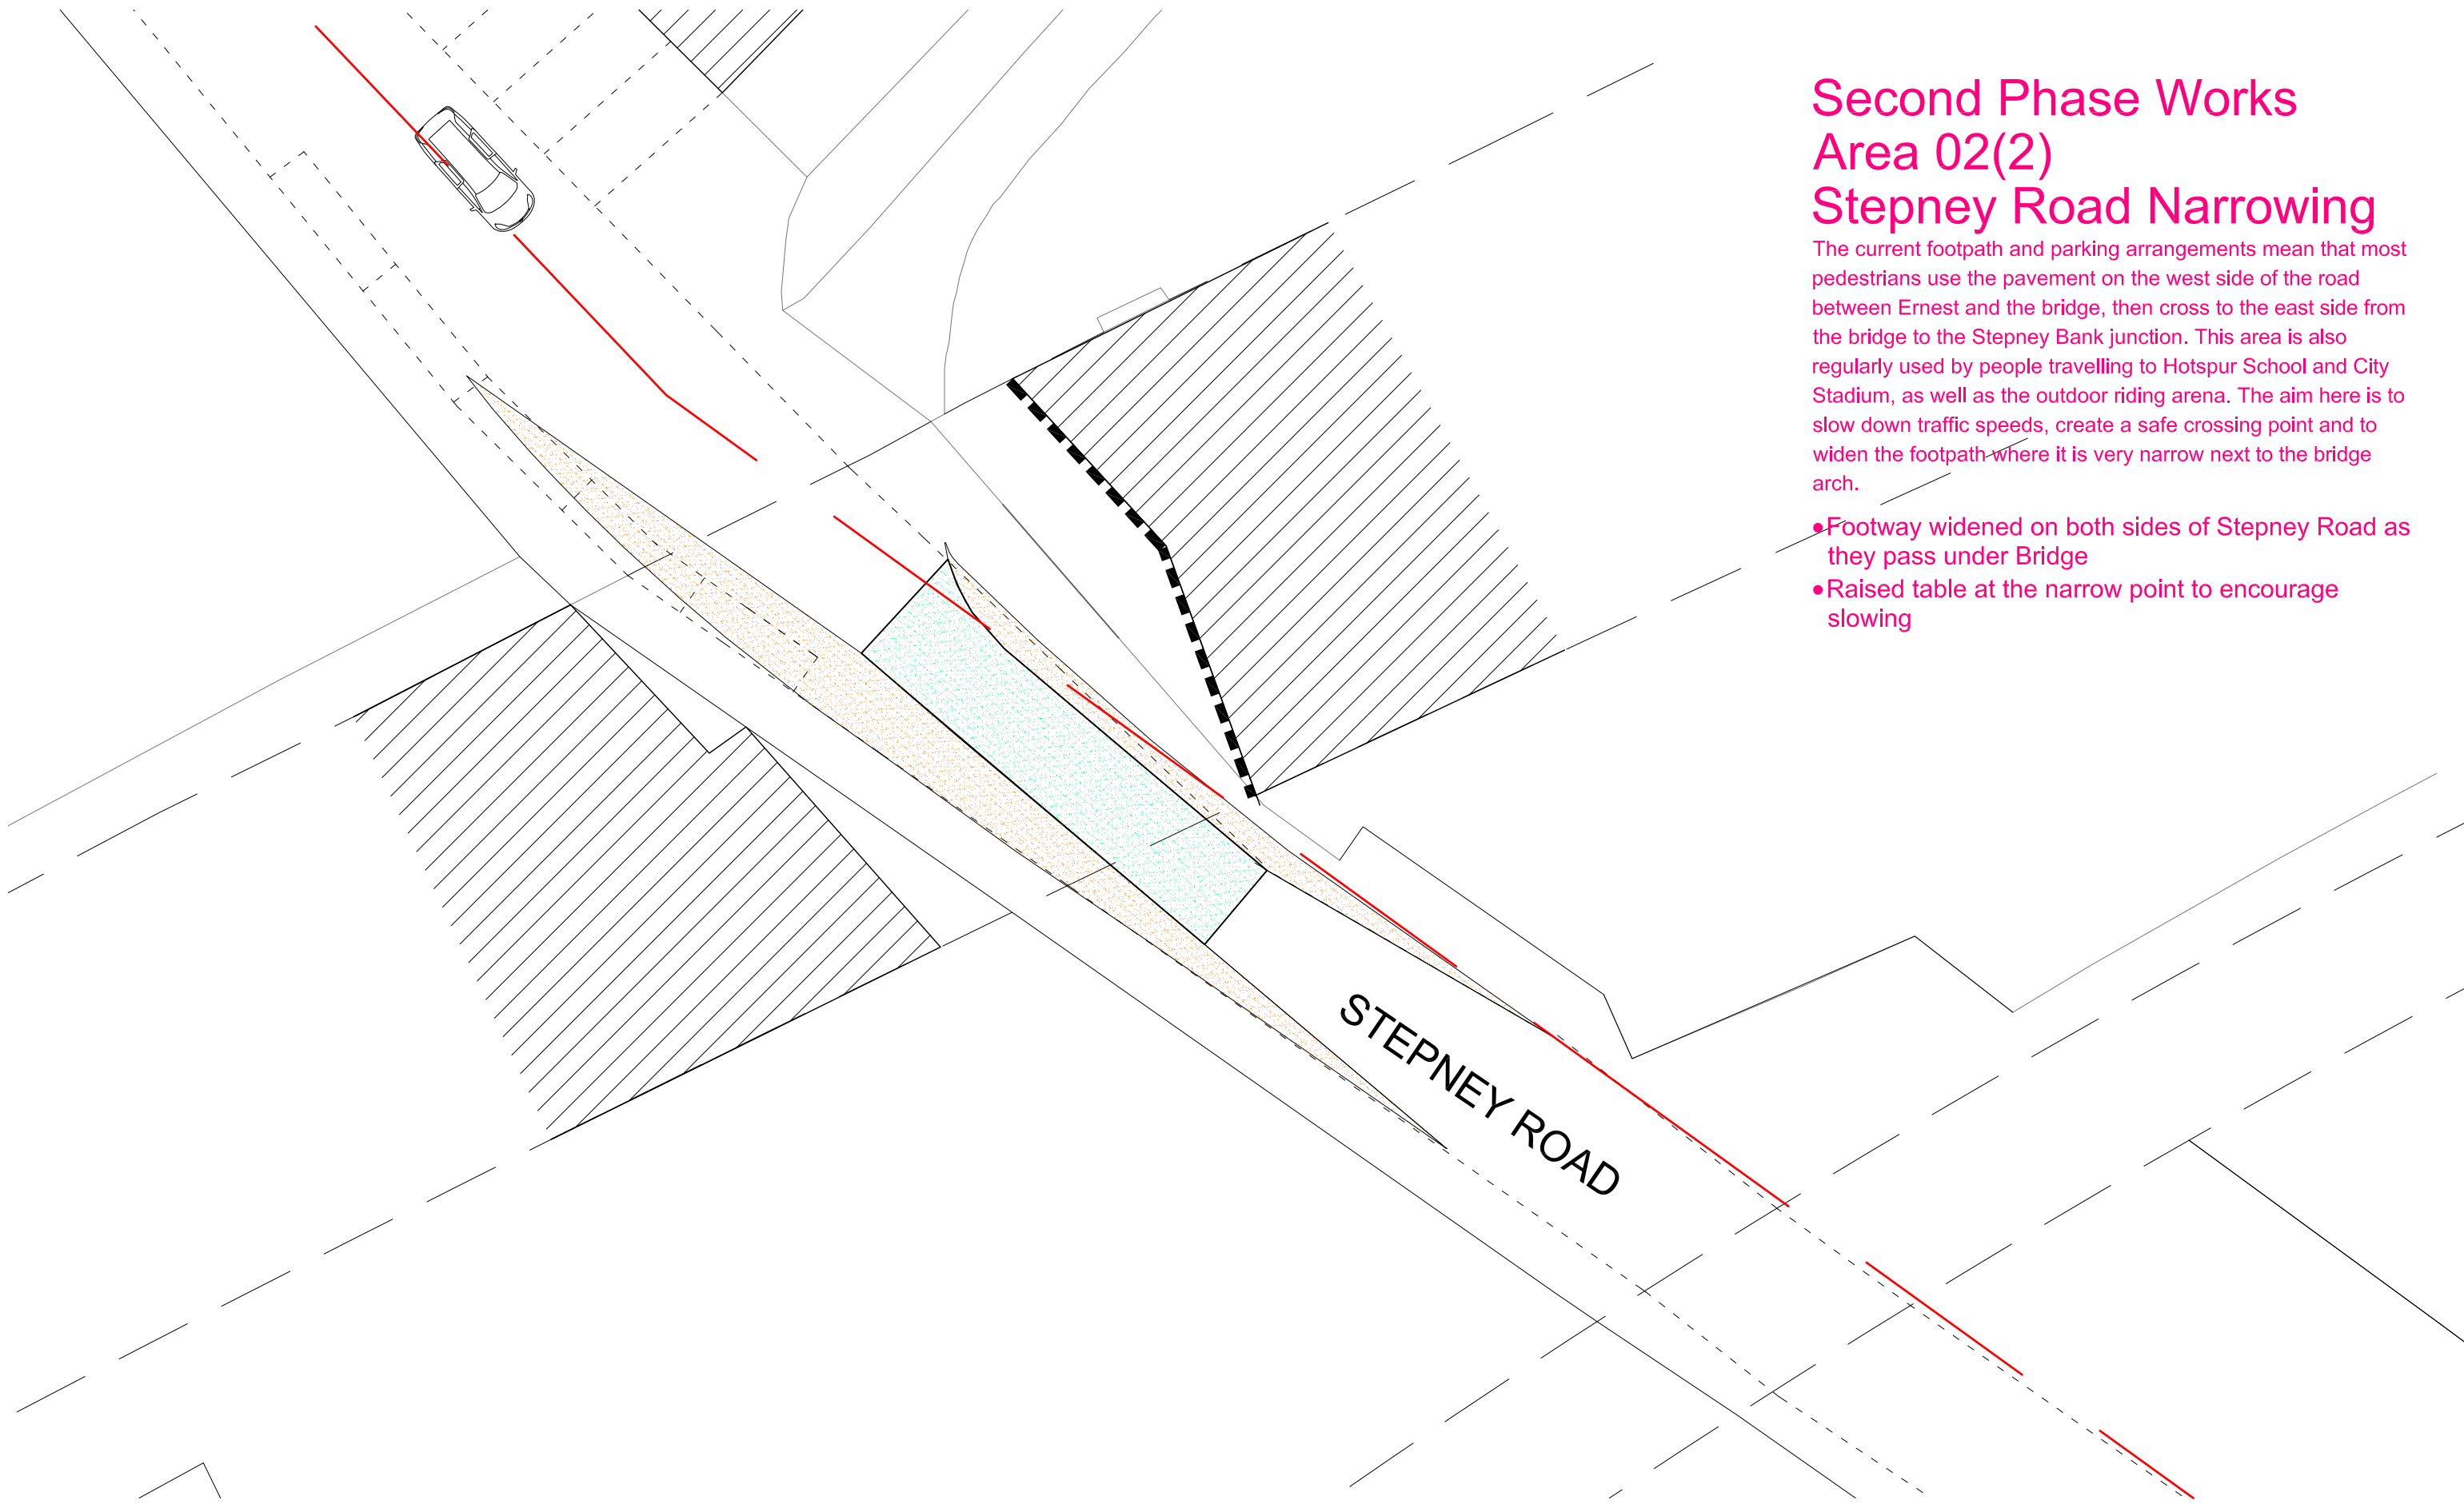 Second Phase Works
Area 02(2)
Stepney Road Narrowing
The current footpath and parking arrangements mean that most
pedestrians use the pavement on the west side of the road
between Ernest and the bridge, then cross to the east side from
the bridge to the Stepney Bank junction. This area is also
regularly used by people travelling to Hotspur School and City
Stadium, as well as the outdoor riding arena. The aim here is to
slow down traffic speeds, create a safe crossing point and to
widen the footpath where it is very narrow next to the bridge
arch.
•Footway widened on both sides of Stepney Road as
they pass under Bridge
•Raised table at the narrow point to encourage
slowing
STEPNEY ROAD